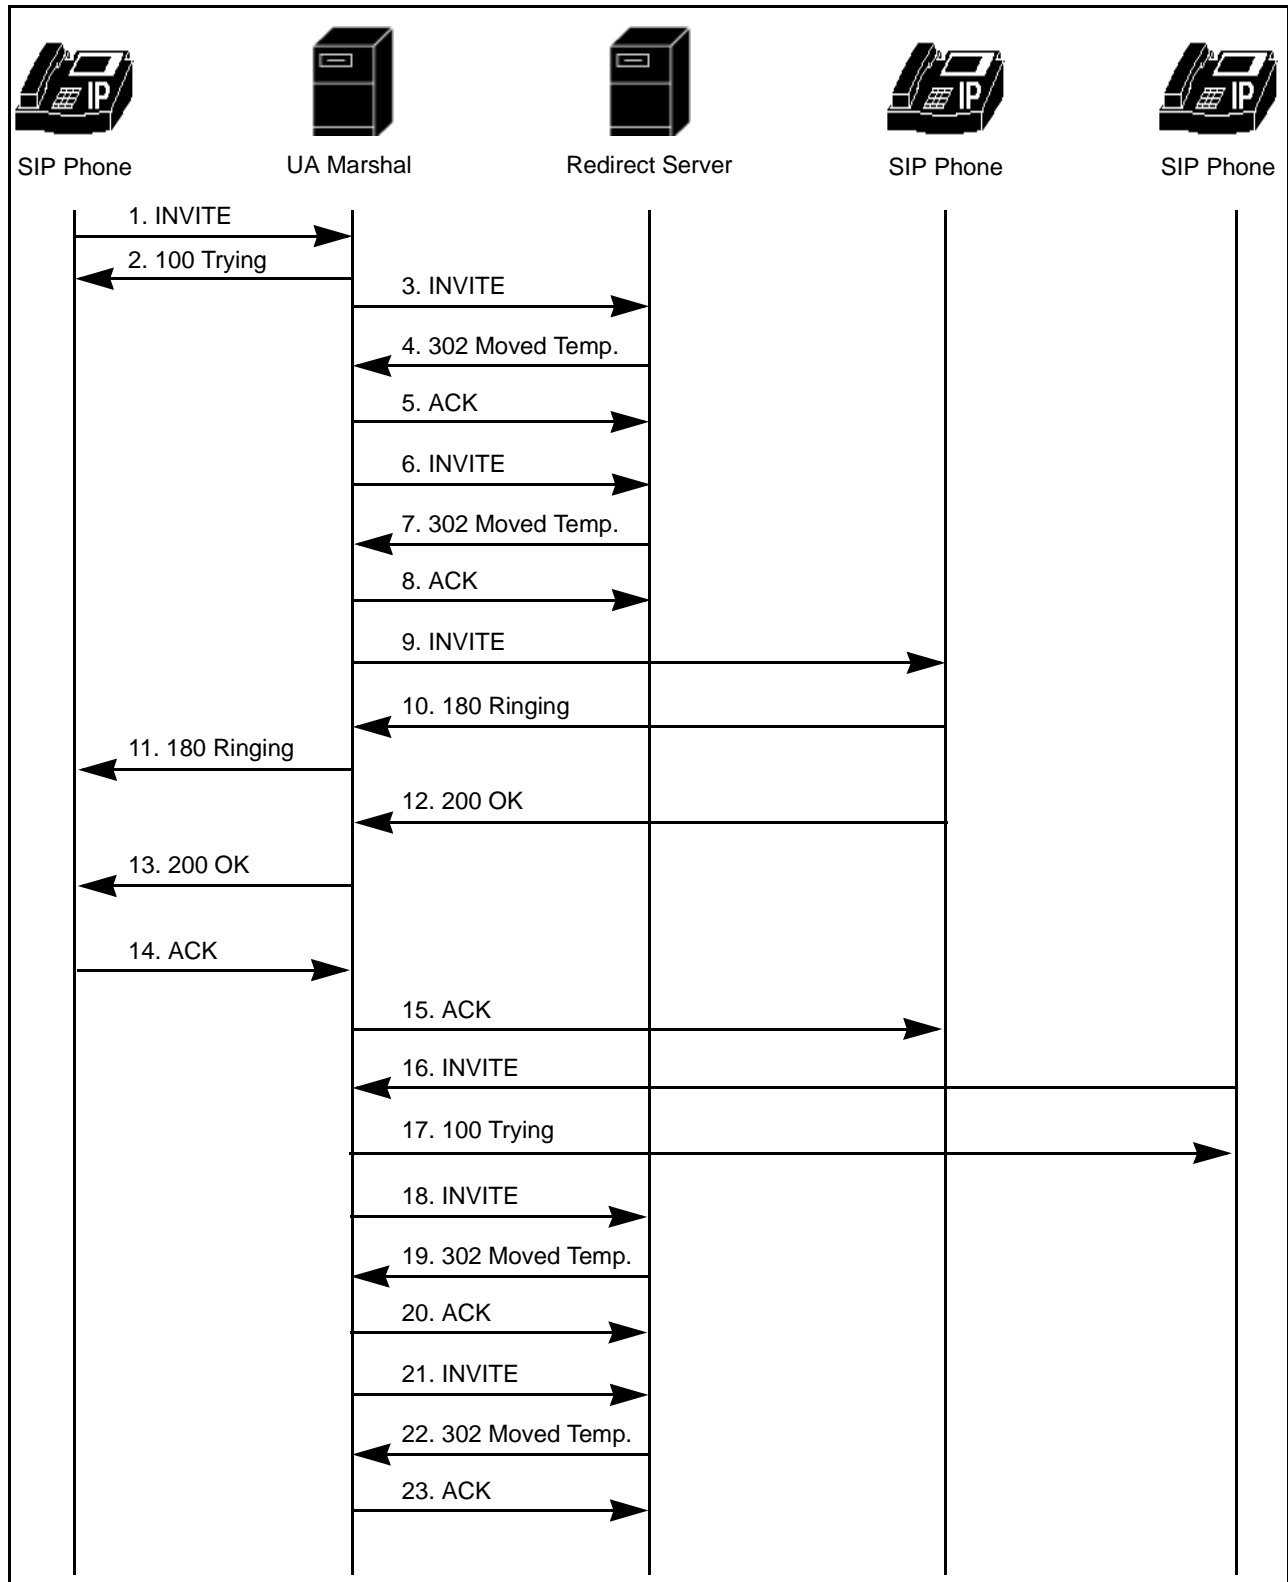 IP
IP
IP
SIP Phone
UA Marshal
Redirect Server
SIP Phone
SIP Phone
1. INVITE
2. 100 Trying
3. INVITE
4. 302 Moved Temp.
5. ACK
6. INVITE
7. 302 Moved Temp.
8. ACK
9. INVITE
10. 180 Ringing
11. 180 Ringing
12. 200 OK
13. 200 OK
14. ACK
15. ACK
16. INVITE
17. 100 Trying
18. INVITE
19. 302 Moved Temp.
20. ACK
21. INVITE
22. 302 Moved Temp.
23. ACK